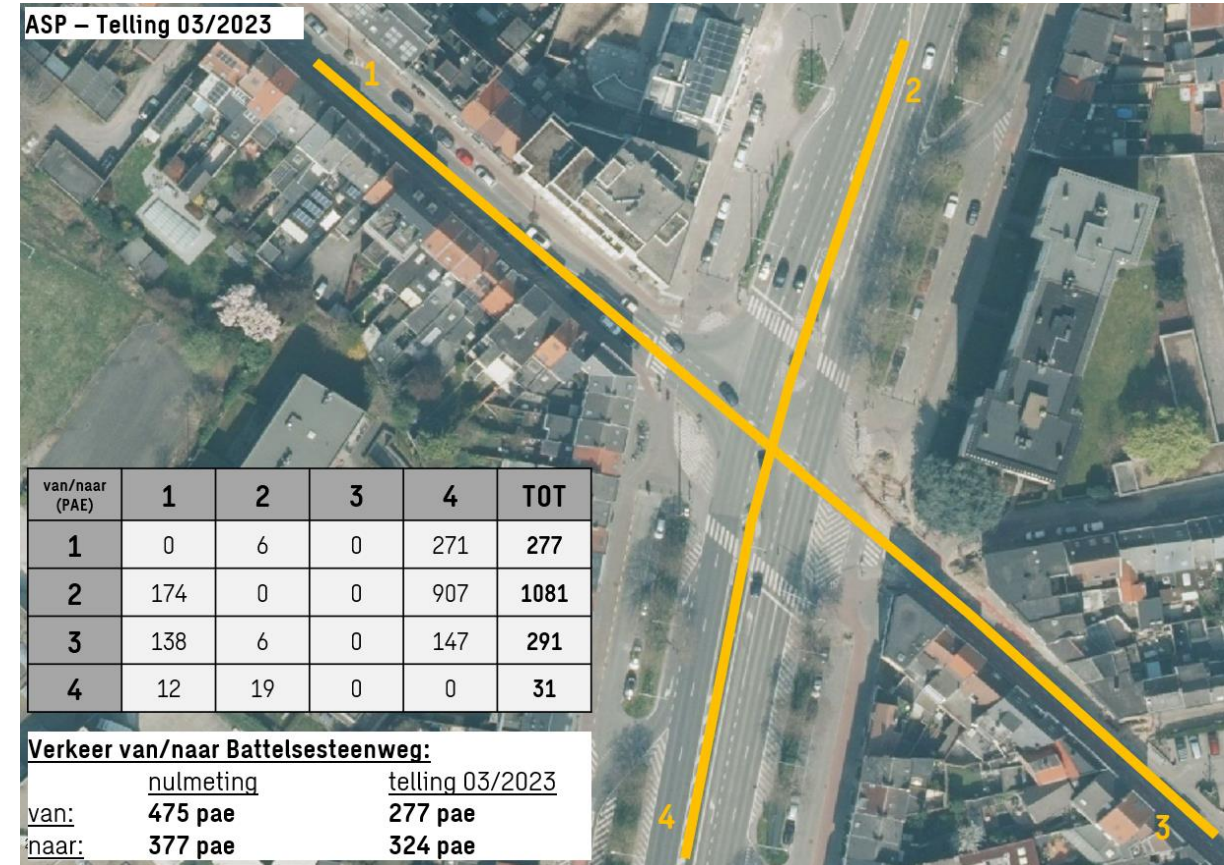 ASP – Telling 03/2023
1
2
van/naar (PAE) 1 2 3 4 TOT
1 0 6 0 271 277
2 174 0 0 907 1081
3 138 6 0 147 291
4 12 19 0 0 31
Verkeer van/naar Battelsesteenweg:
nulmeting telling 03/2023
van: 475 pae 277 pae
naar: 377 pae 324 pae
4
3